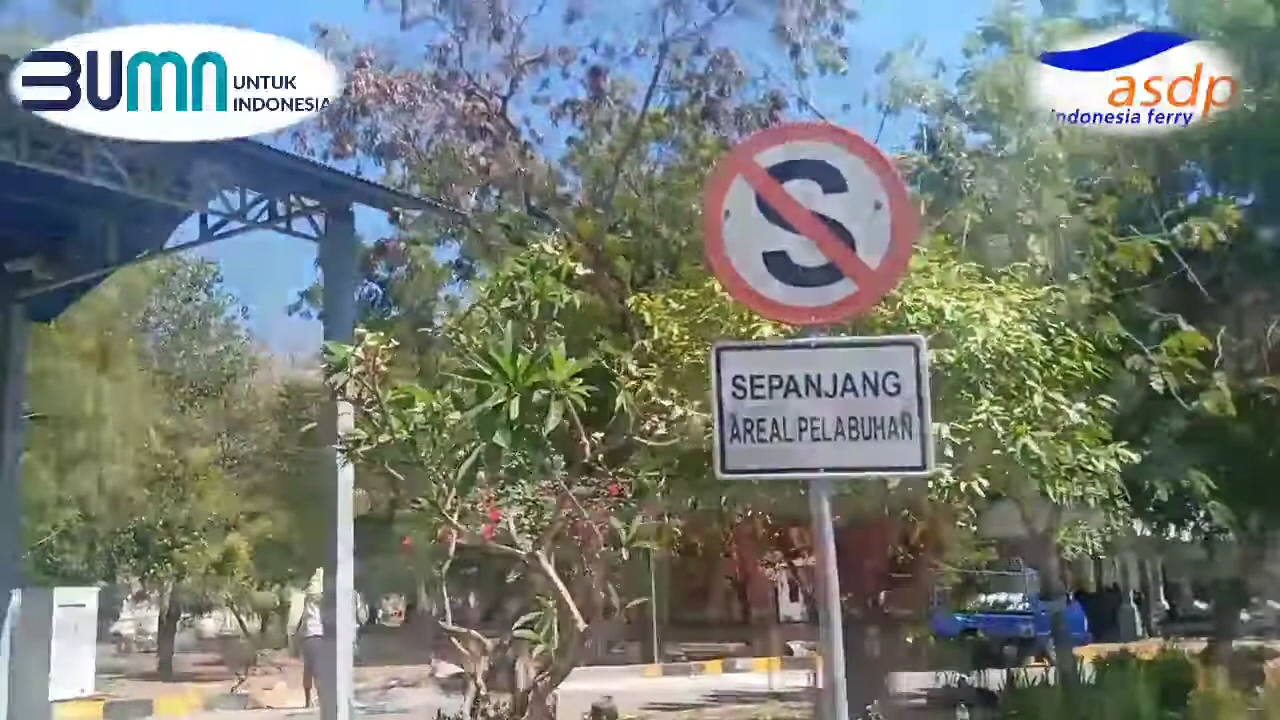 BUMN
UNTUK
INDONESIA
asdp
indonesia ferry
S
SEPANJANG
AREAL PELABUHAN